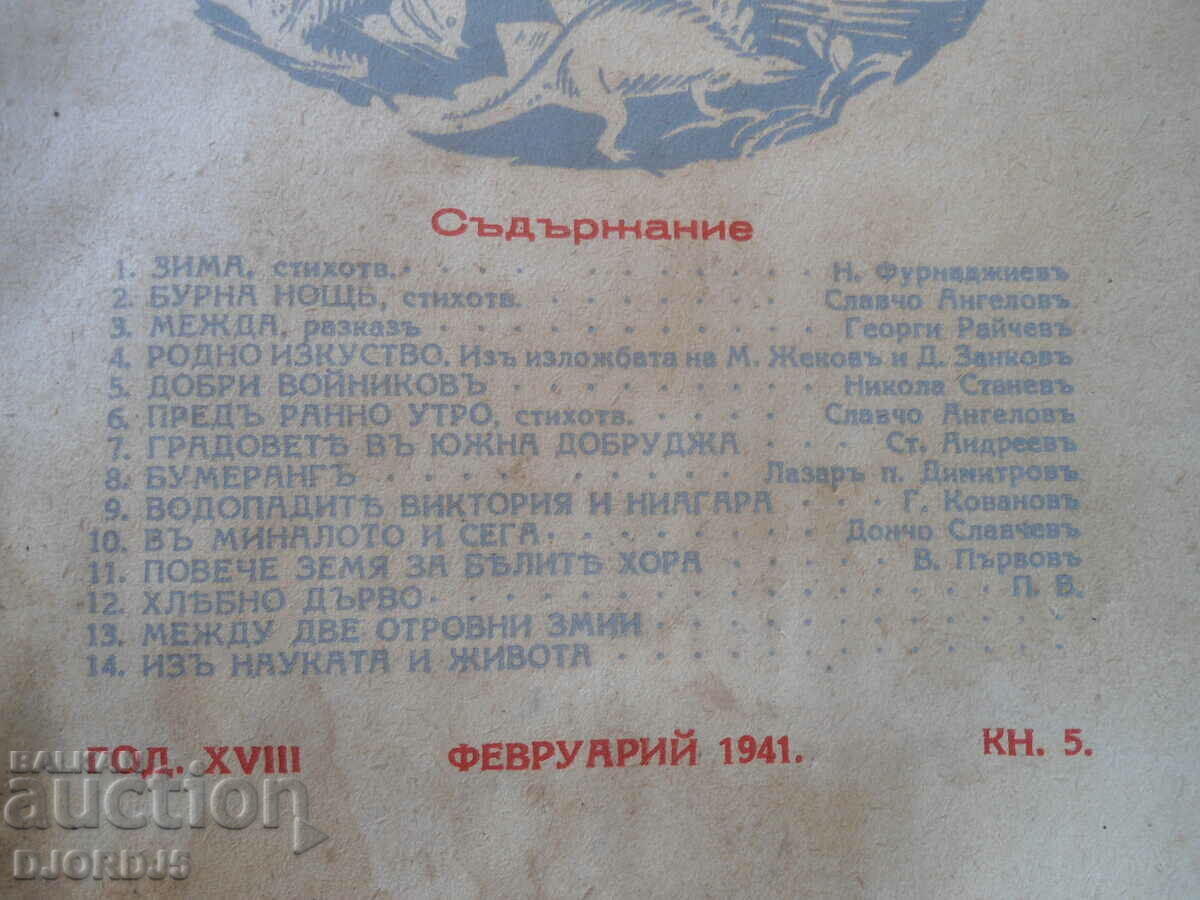 Съдържание
1. ЗИМА, стихотв. Н. Фурнаджиевъ
2. БУРНА НОЩЬ, стихотв. Славчо Ангеловъ
3. МЕЖДА, разказъ Георги Райчевъ
4. РОДНО ИЗКУСТВО. Изъ изложбата на М. Жековъ и Д. Занковъ
5. ДОБРИ ВОЙНИКОВЪ Никола Станевъ
6. ПРЕДЪ РАННО УТРО, стихотв. Славчо Ангеловъ
7. ГРАДОВЕТѢ ВЪ ЮЖНА ДОБРУДЖА Ст. Андреевъ
8. БУМЕРАНГЪ Лазаръ п. Димитровъ
9. ВОДОПАДИТѢ ВИКТОРИЯ И НИАГАРА Г. Ковановъ
10. ВЪ МИНАЛОТО И СЕГА Дончо Славчевъ
11. ПОВЕЧЕ ЗЕМЯ ЗА БѢЛИТѢ ХОРА В. Първовъ
12. ХЛѢБНО ДЪРВО П. В.
13. МЕЖДУ ДВЕ ОТРОВНИ ЗМИИ
14. ИЗЪ НАУКАТА И ЖИВОТА
ГОД. XVIII ФЕВРУАРИЙ 1941. КН. 5.
BALKAN
auction
DJORDJ5